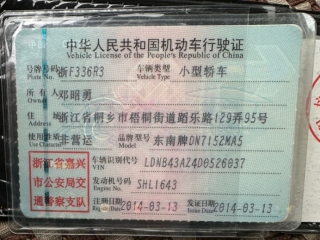 中华人民共和国机动车行驶证
Vehicle License of the People's Republic of China
号牌号码 浙F336R3 车辆类型 小型轿车
Plate No. Vehicle Type
所有人 邓昭勇
Owner
住址 浙江省桐乡市梧桐街道振乐路129弄95号
Address
使用性质 非营运 品牌型号 东南牌DN7152MA5
Use Character Model
浙江省嘉兴市公安局交通警察支队
车辆识别代号 LDNB43AZ4D0526037
VIN
发动机号码 SHL1643
Engine No.
注册日期 2014-03-13 发证日期 2014-03-13
Register Date Issue Date